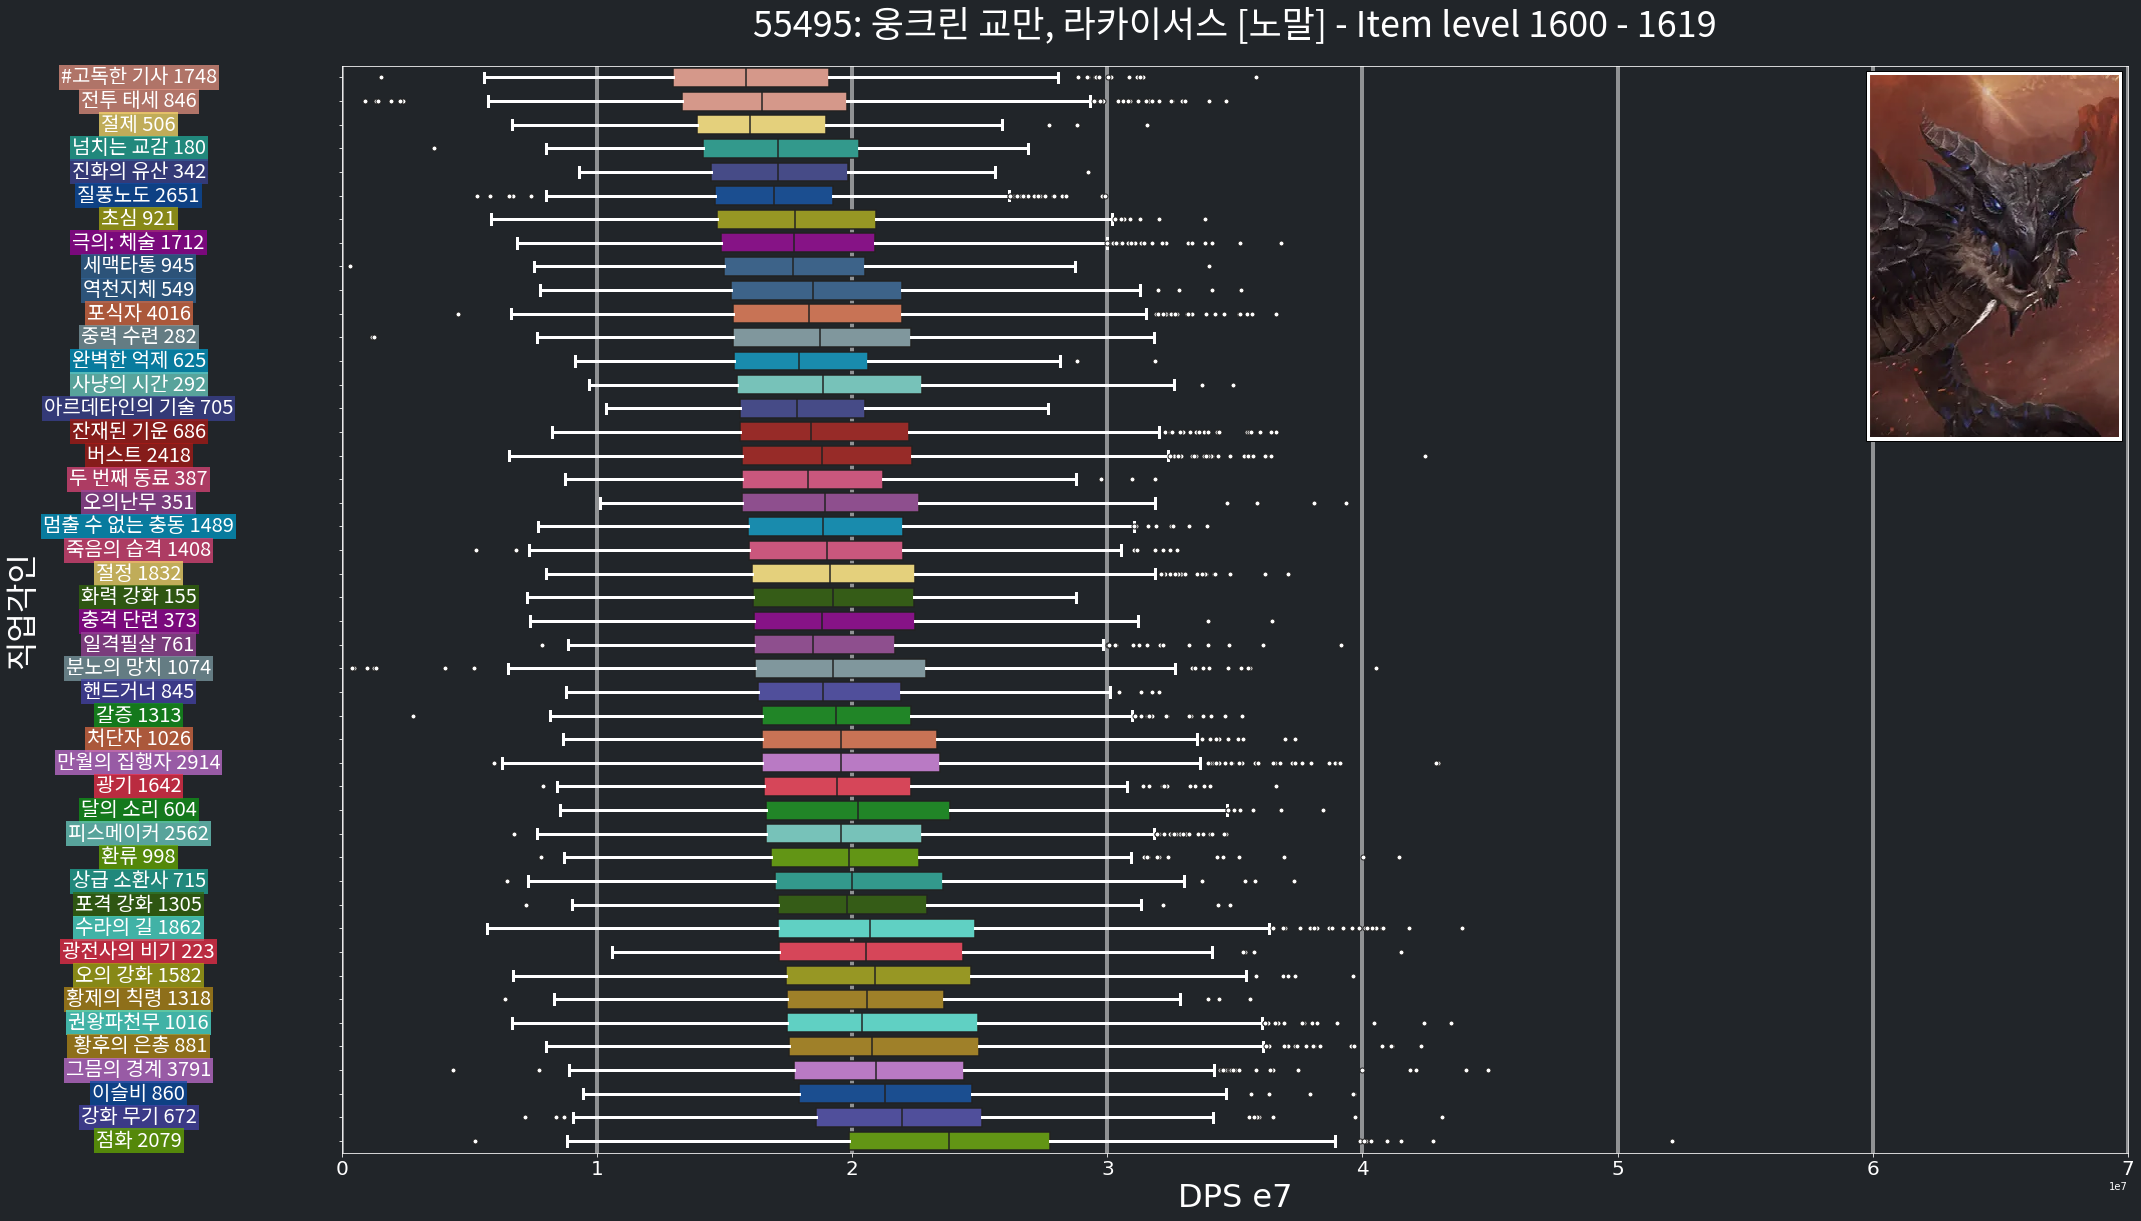 55495: 웅크린 교만, 라카이서스 [노말] - Item level 1600 - 1619
#고독한 기사 1748
전투 태세 846
절제 506
넘치는 교감 180
진화의 유산 342
질풍노도 2651
초심 921
극의: 체술 1712
세맥타통 945
역천지체 549
포식자 4016
중력 수련 282
완벽한 억제 625
사냥의 시간 292
아르데타인의 기술 705
잔재된 기운 686
버스트 2418
두 번째 동료 387
오의난무 351
멈출 수 없는 충동 1489
죽음의 습격 1408
절정 1832
화력 강화 155
충격 단련 373
일격필살 761
분노의 망치 1074
핸드거너 845
갈증 1313
처단자 1026
만월의 집행자 2914
광기 1642
달의 소리 604
피스메이커 2562
환류 998
상급 소환사 715
포격 강화 1305
수라의 길 1862
광전사의 비기 223
오의 강화 1582
황제의 칙령 1318
권왕파천무 1016
황후의 은총 881
그믐의 경계 3791
이슬비 860
강화 무기 672
점화 2079
직업각인
0 1 2 3 4 5 6 7
1e7
DPS e7